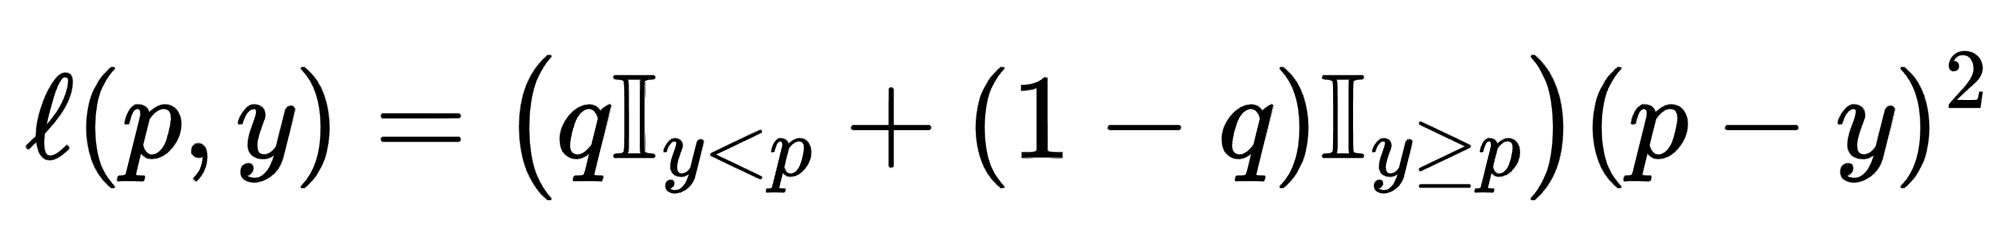 ℓ(p, y) = (q𝕀_{y<p} + (1 − q)𝕀_{y≥p})(p − y)²